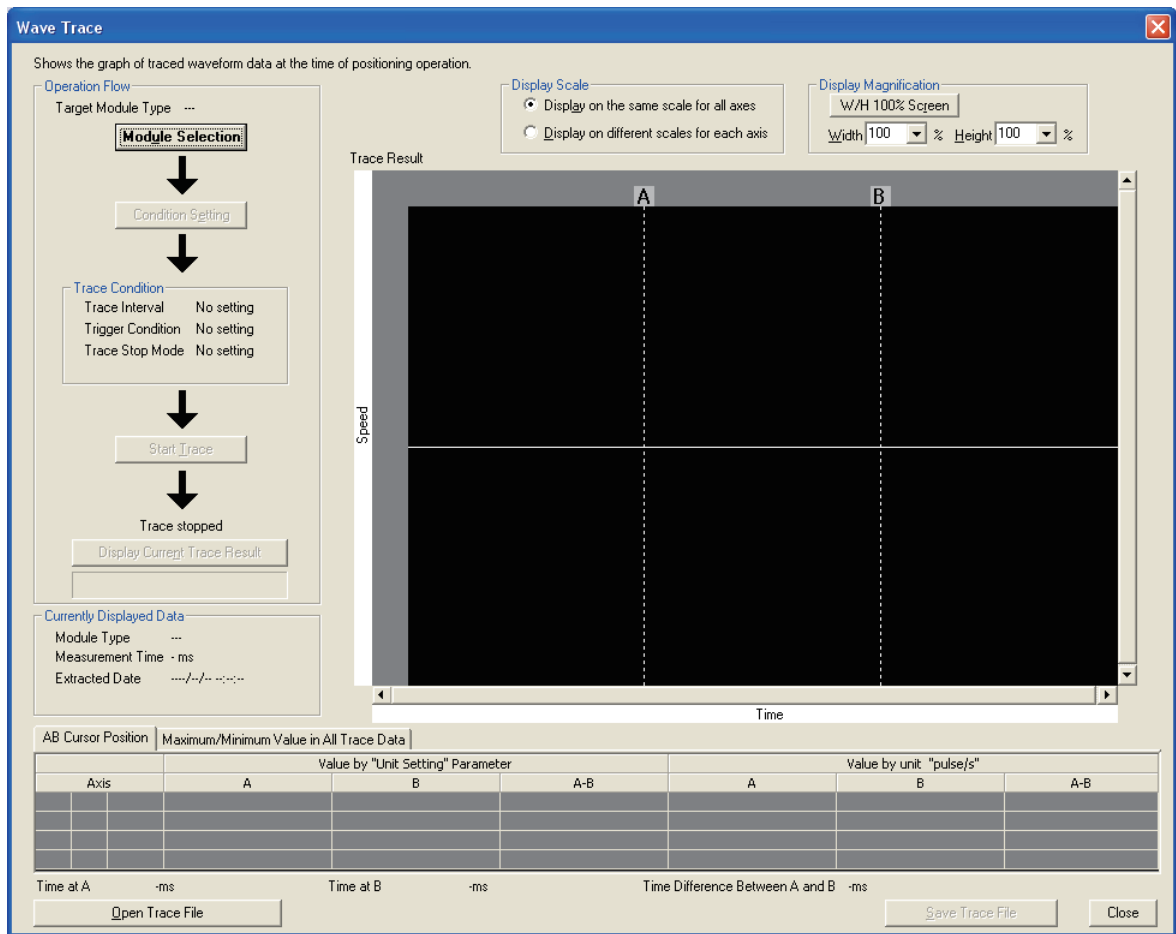 Wave Trace
Shows the graph of traced waveform data at the time of positioning operation.
Operation Flow
Target Module Type ---
Module Selection
Condition Setting
Trace Condition
Trace Interval No setting
Trigger Condition No setting
Trace Stop Mode No setting
Start Trace
Trace stopped
Display Current Trace Result
Currently Displayed Data
Module Type ---
Measurement Time - ms
Extracted Date ----/--/-- --:--:--
Display Scale
Display on the same scale for all axes
Display on different scales for each axis
Display Magnification
W/H 100% Screen
Width 100 % Height 100 %
Trace Result
A B
Speed
Time
AB Cursor Position Maximum/Minimum Value in All Trace Data
Value by "Unit Setting" Parameter Value by unit "pulse/s"
Axis A B A-B A B A-B
Time at A -ms Time at B -ms Time Difference Between A and B -ms
Open Trace File Save Trace File Close